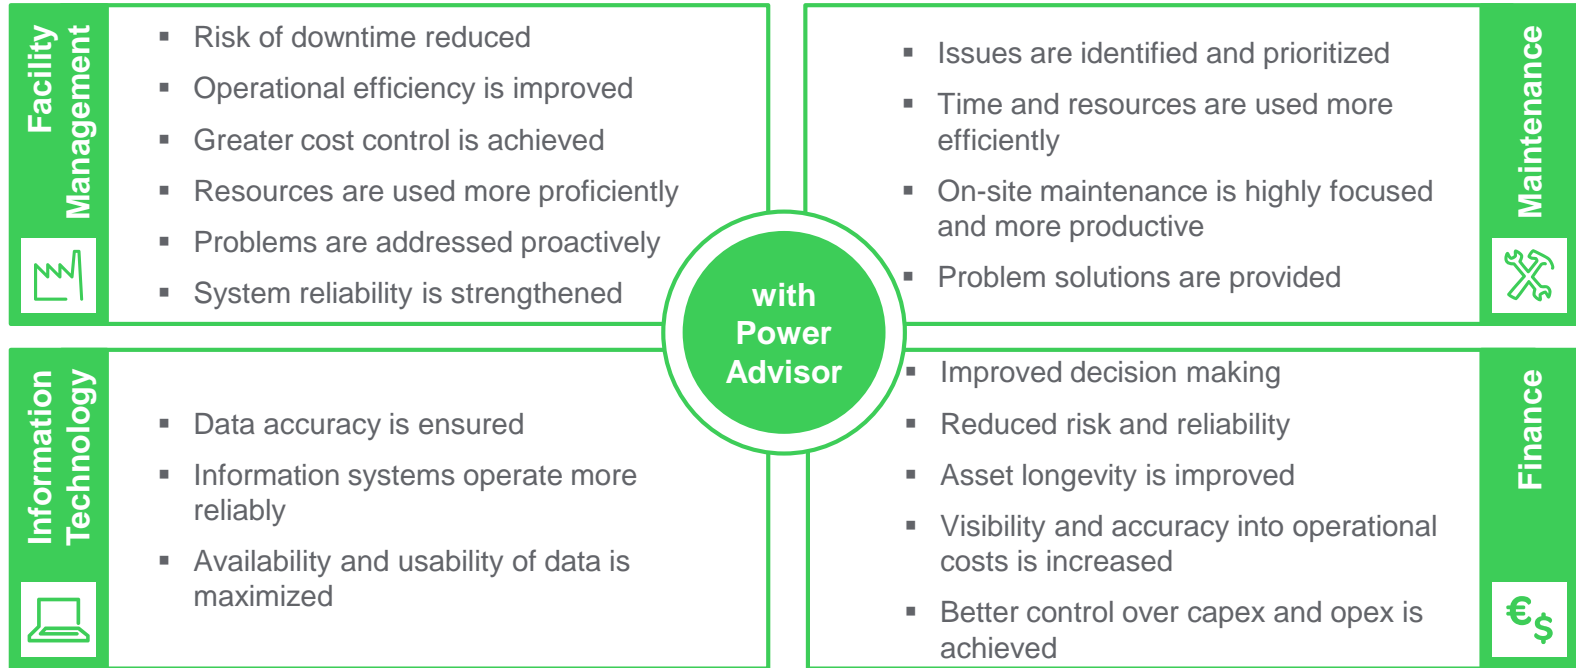 Facility
Management
▪ Risk of downtime reduced
▪ Operational efficiency is improved
▪ Greater cost control is achieved
▪ Resources are used more proficiently
▪ Problems are addressed proactively
▪ System reliability is strengthened
Maintenance
▪ Issues are identified and prioritized
▪ Time and resources are used more
efficiently
▪ On-site maintenance is highly focused
and more productive
▪ Problem solutions are provided
with
Power
Advisor
Information
Technology
▪ Data accuracy is ensured
▪ Information systems operate more
reliably
▪ Availability and usability of data is
maximized
Finance
▪ Improved decision making
▪ Reduced risk and reliability
▪ Asset longevity is improved
▪ Visibility and accuracy into operational
costs is increased
▪ Better control over capex and opex is
achieved
€$